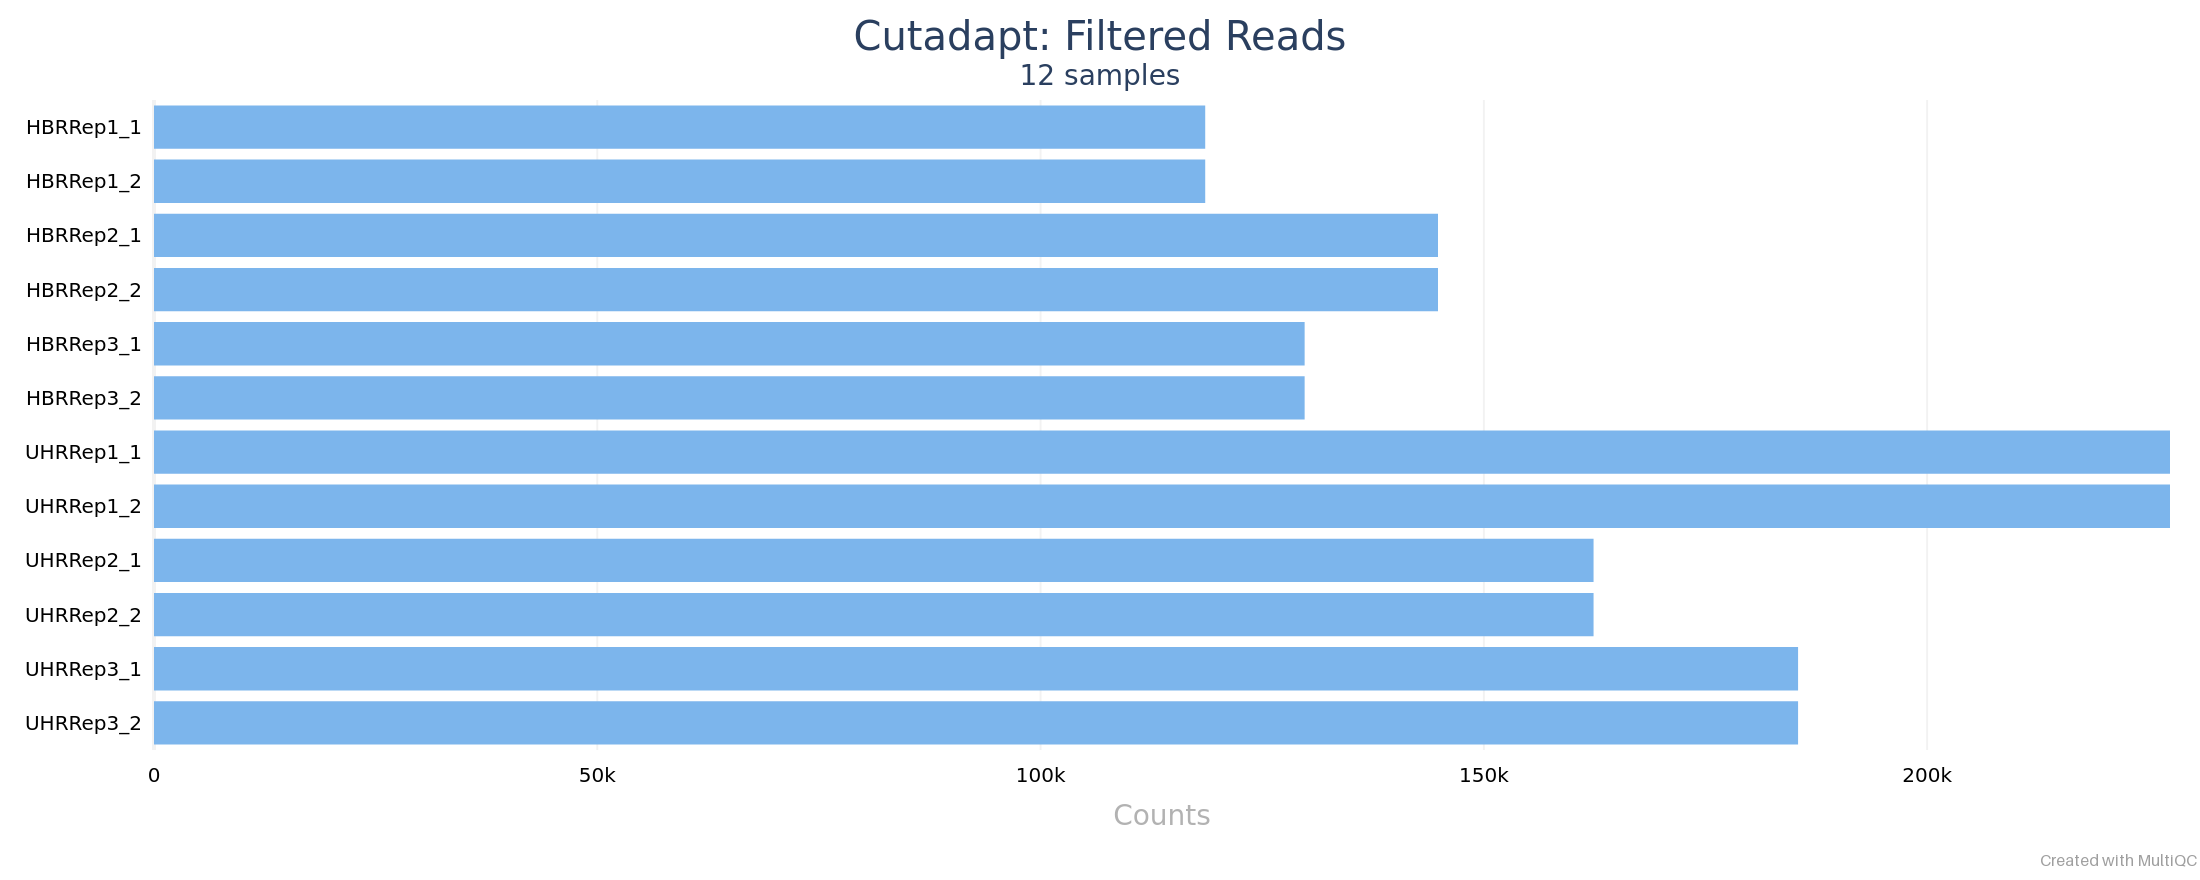 Cutadapt: Filtered Reads
12 samples
HBRRep1_1
HBRRep1_2
HBRRep2_1
HBRRep2_2
HBRRep3_1
HBRRep3_2
UHRRep1_1
UHRRep1_2
UHRRep2_1
UHRRep2_2
UHRRep3_1
UHRRep3_2
0 50k 100k 150k 200k
Counts
Created with MultiQC